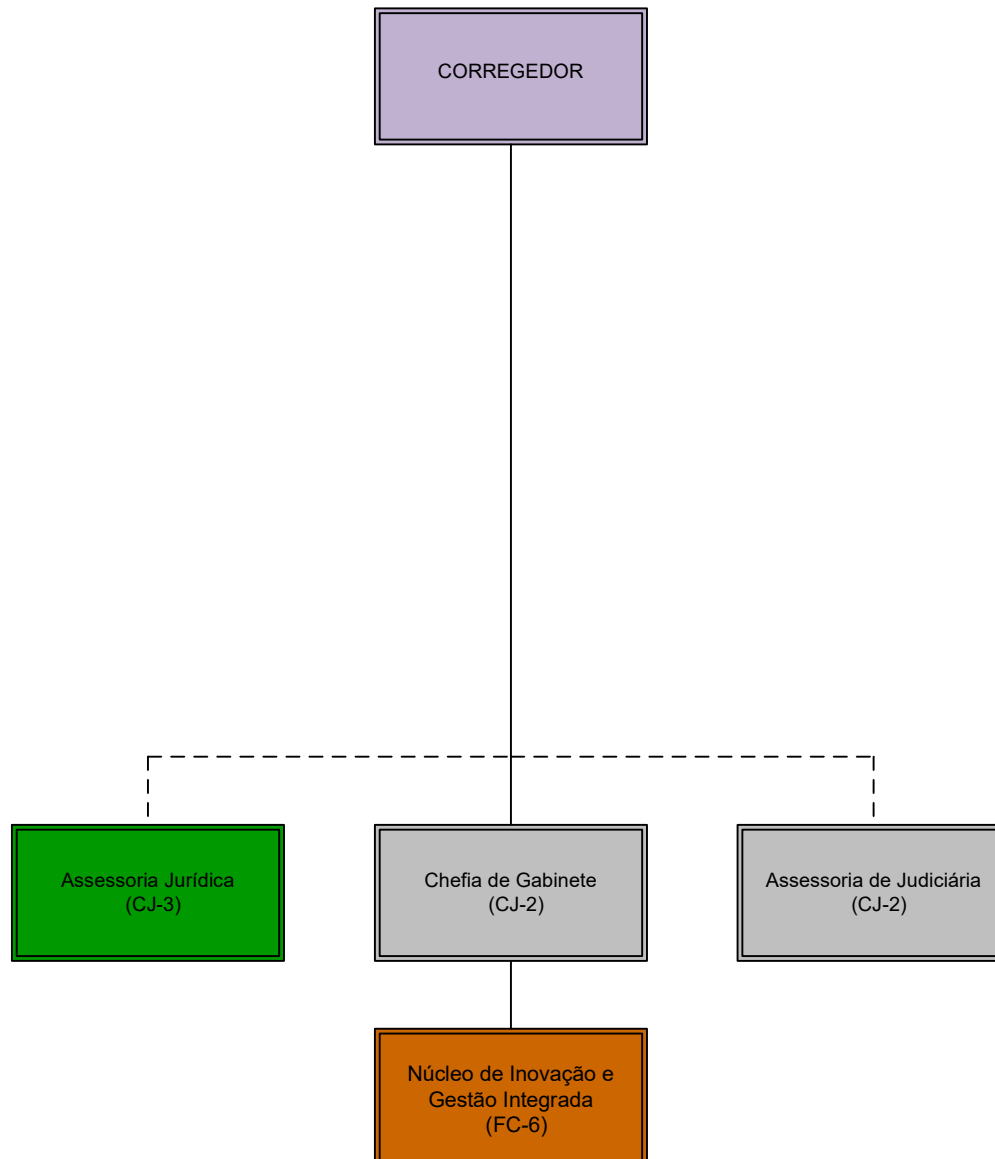 CORREGEDOR
Assessoria Jurídica
(CJ-3)
Chefia de Gabinete
(CJ-2)
Assessoria de Judiciária
(CJ-2)
Núcleo de Inovação e
Gestão Integrada
(FC-6)